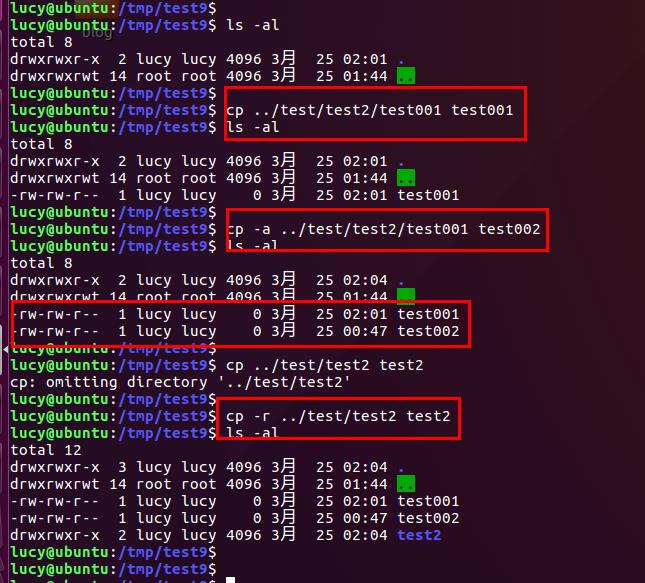 lucy@ubuntu:/tmp/test9$
lucy@ubuntu:/tmp/test9$ ls -al
blog
total 8
drwxrwxr-x  2 lucy lucy 4096 3月  25 02:01 .
drwxrwxrwt 14 root root 4096 3月  25 01:44 ..
lucy@ubuntu:/tmp/test9$
lucy@ubuntu:/tmp/test9$ cp ../test/test2/test001 test001
lucy@ubuntu:/tmp/test9$ ls -al
total 8
drwxrwxr-x  2 lucy lucy 4096 3月  25 02:01 .
drwxrwxrwt 14 root root 4096 3月  25 01:44 ..
-rw-rw-r--  1 lucy lucy    0 3月  25 02:01 test001
lucy@ubuntu:/tmp/test9$
lucy@ubuntu:/tmp/test9$ cp -a ../test/test2/test001 test002
lucy@ubuntu:/tmp/test9$ ls -al
total 8
drwxrwxr-x  2 lucy lucy 4096 3月  25 02:04 .
drwxrwxrwt 14 root root 4096 3月  25 01:44 ..
-rw-rw-r--  1 lucy lucy    0 3月  25 02:01 test001
-rw-rw-r--  1 lucy lucy    0 3月  25 00:47 test002
lucy@ubuntu:/tmp/test9$
lucy@ubuntu:/tmp/test9$ cp ../test/test2 test2
cp: omitting directory '../test/test2'
lucy@ubuntu:/tmp/test9$
lucy@ubuntu:/tmp/test9$ cp -r ../test/test2 test2
lucy@ubuntu:/tmp/test9$ ls -al
total 12
drwxrwxr-x  3 lucy lucy 4096 3月  25 02:04 .
drwxrwxrwt 14 root root 4096 3月  25 01:44 ..
-rw-rw-r--  1 lucy lucy    0 3月  25 02:01 test001
-rw-rw-r--  1 lucy lucy    0 3月  25 00:47 test002
drwxrwxr-x  2 lucy lucy 4096 3月  25 02:04 test2
lucy@ubuntu:/tmp/test9$
lucy@ubuntu:/tmp/test9$